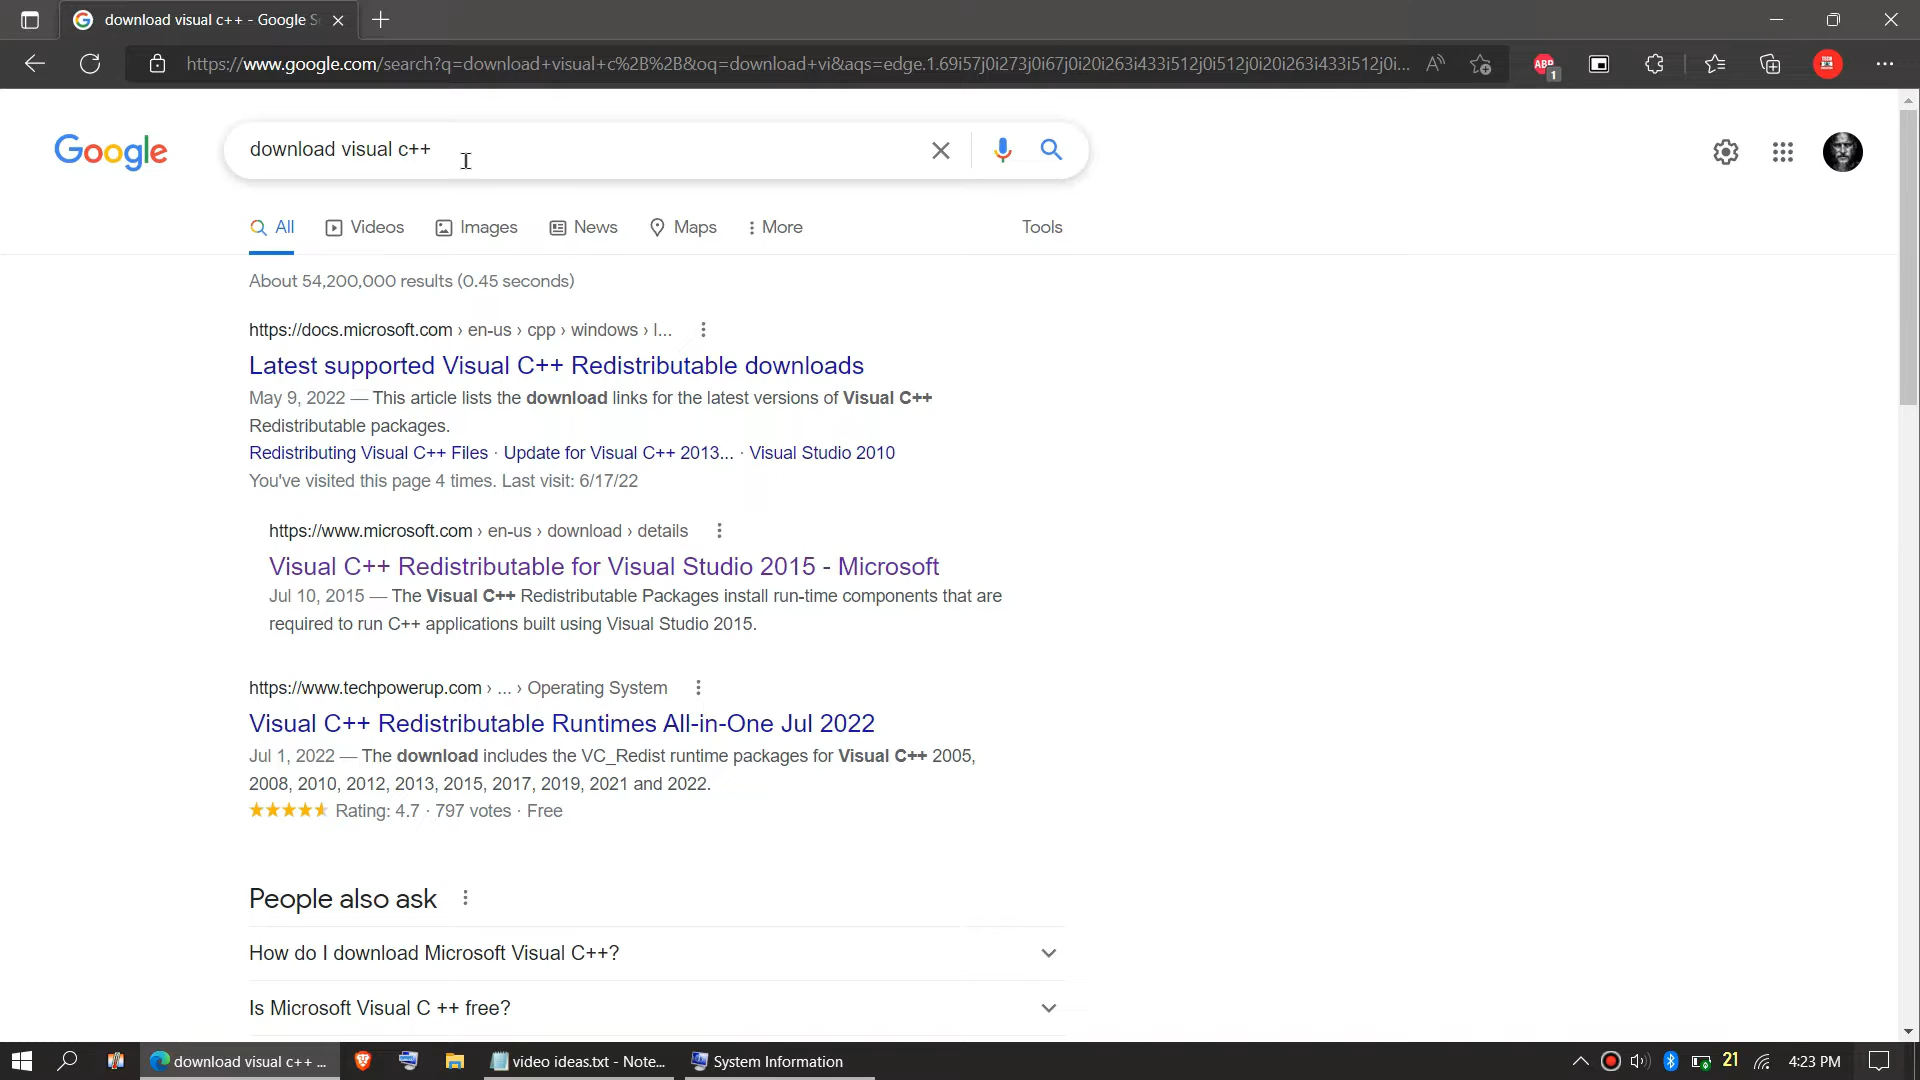 download visual c++ - Google S
https://www.google.com/search?q=download+visual+c%2B%2B&oq=download+vi&aqs=edge.1.69i57j0i273j0i67j0i20i263i433i512j0i512j0i20i263i433i512j0i...
ABP
1
Google
download visual c++
All
Videos
Images
News
Maps
More
Tools
About 54,200,000 results (0.45 seconds)
https://docs.microsoft.com › en-us › cpp › windows › l...
Latest supported Visual C++ Redistributable downloads
May 9, 2022 — This article lists the download links for the latest versions of Visual C++
Redistributable packages.
Redistributing Visual C++ Files · Update for Visual C++ 2013... · Visual Studio 2010
You've visited this page 4 times. Last visit: 6/17/22
https://www.microsoft.com › en-us › download › details
Visual C++ Redistributable for Visual Studio 2015 - Microsoft
Jul 10, 2015 — The Visual C++ Redistributable Packages install run-time components that are
required to run C++ applications built using Visual Studio 2015.
https://www.techpowerup.com › ... › Operating System
Visual C++ Redistributable Runtimes All-in-One Jul 2022
Jul 1, 2022 — The download includes the VC_Redist runtime packages for Visual C++ 2005,
2008, 2010, 2012, 2013, 2015, 2017, 2019, 2021 and 2022.
Rating: 4.7 · 797 votes · Free
People also ask
How do I download Microsoft Visual C++?
Is Microsoft Visual C ++ free?
download visual c++ ...
video ideas.txt - Note...
System Information
21
4:23 PM